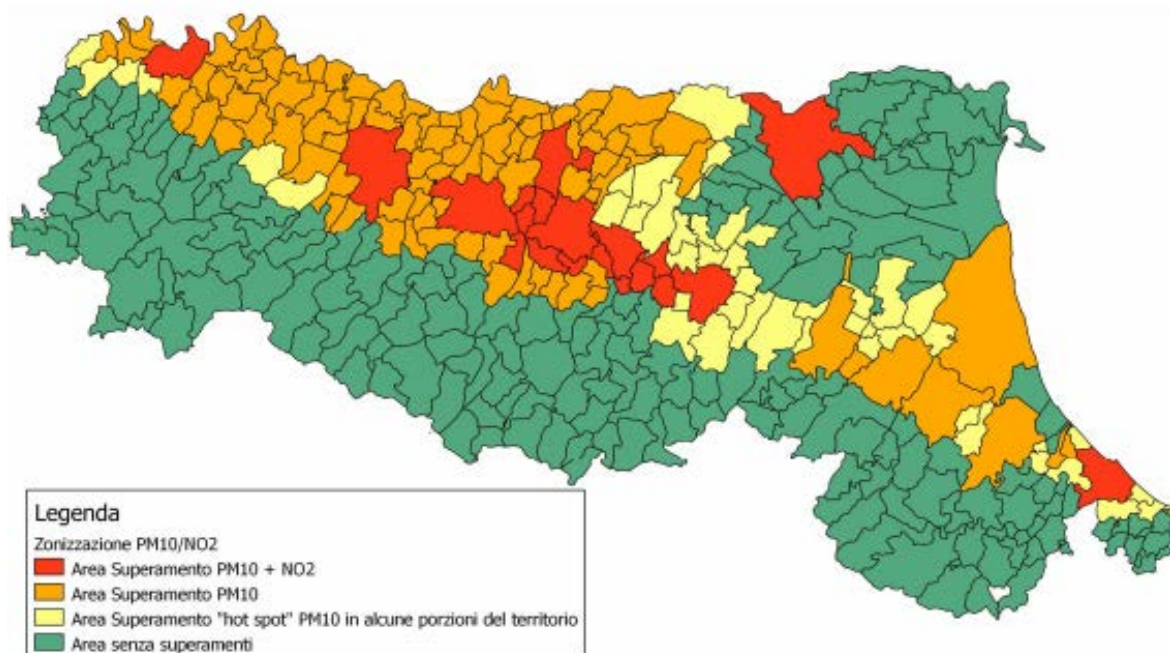 Legenda
Zonizzazione PM10/NO2
Area Superamento PM10 + NO2
Area Superamento PM10
Area Superamento "hot spot" PM10 in alcune porzioni del territorio
Area senza superamenti